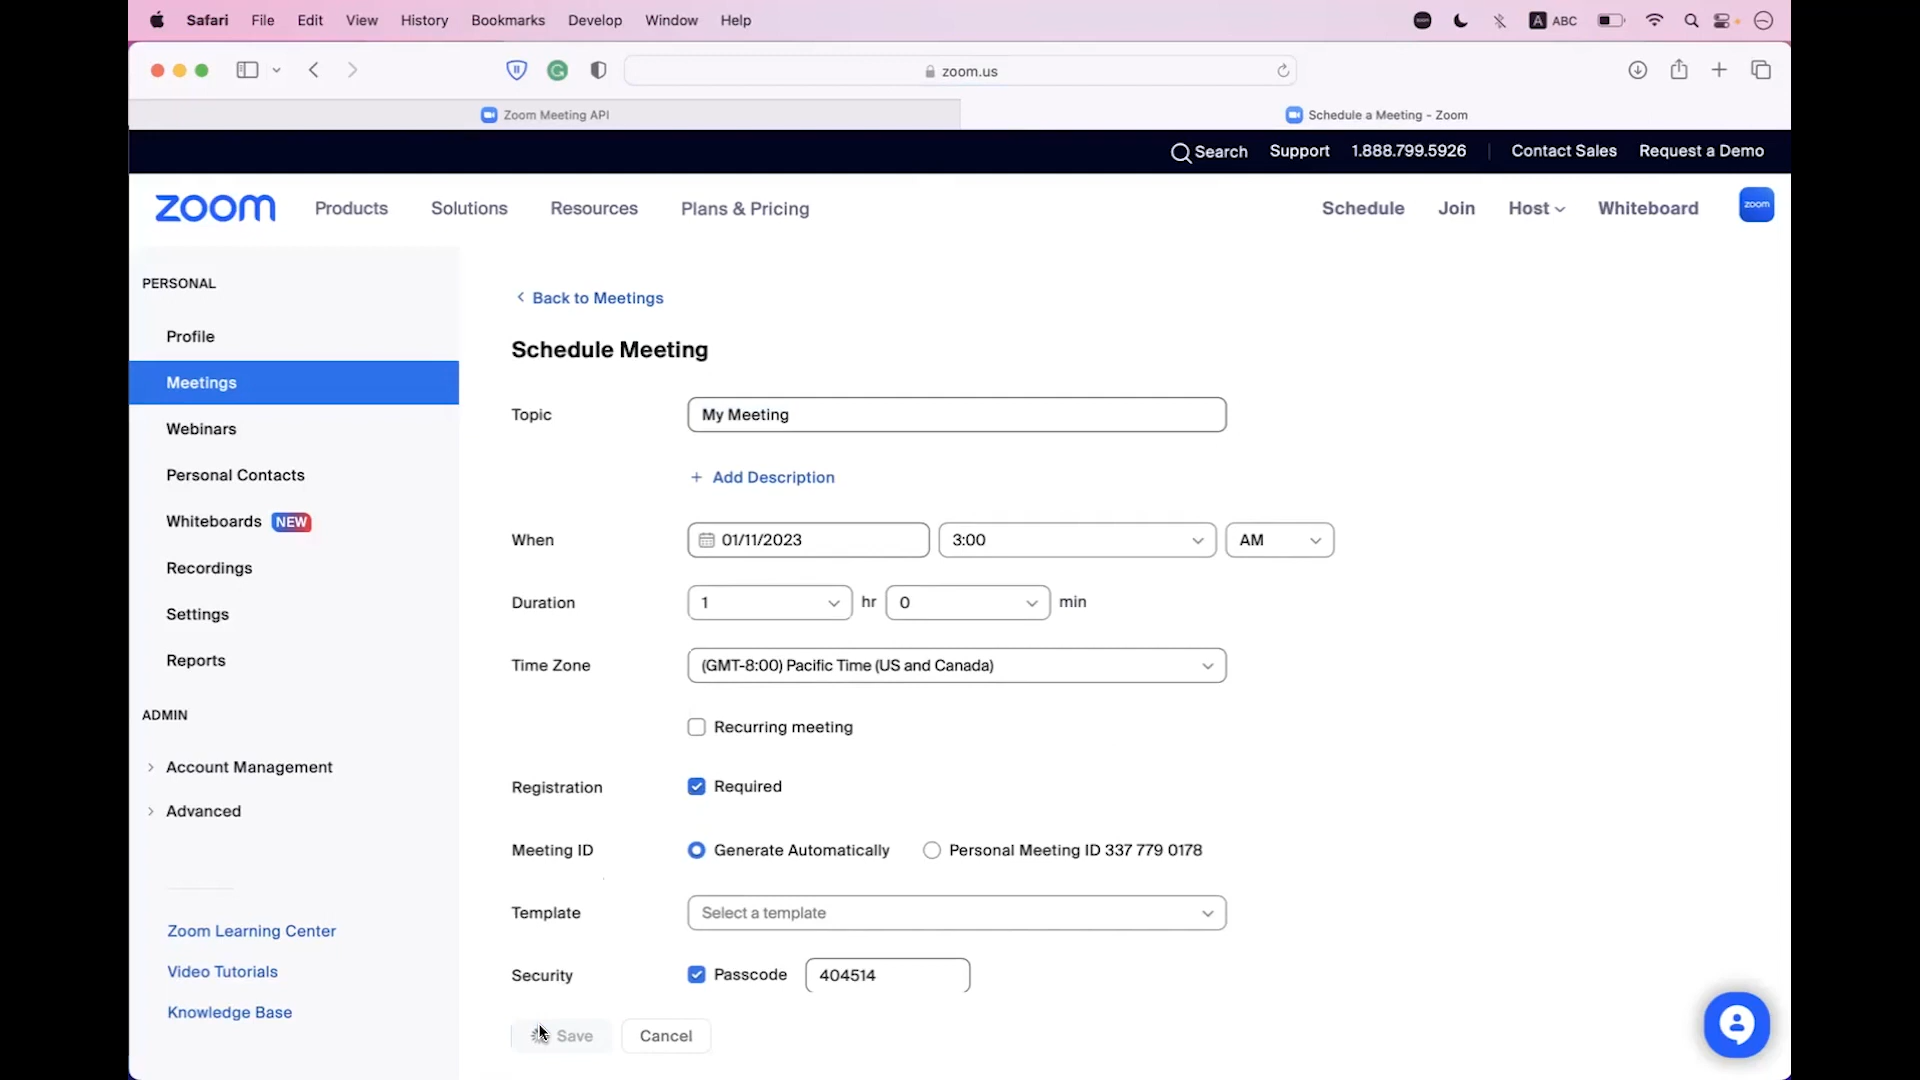 Safari File Edit View History Bookmarks Develop Window Help A ABC
zoom.us
Zoom Meeting API Schedule a Meeting - Zoom
Search Support 1.888.799.5926 Contact Sales Request a Demo
zoom Products Solutions Resources Plans & Pricing Schedule Join Host Whiteboard zoom
PERSONAL
Profile
Meetings
Webinars
Personal Contacts
Whiteboards NEW
Recordings
Settings
Reports
ADMIN
Account Management
Advanced
Zoom Learning Center
Video Tutorials
Knowledge Base
Back to Meetings
Schedule Meeting
Topic My Meeting
+ Add Description
When 01/11/2023 3:00 AM
Duration 1 hr 0 min
Time Zone (GMT-8:00) Pacific Time (US and Canada)
Recurring meeting
Registration Required
Meeting ID Generate Automatically Personal Meeting ID 337 779 0178
Template Select a template
Security Passcode 404514
Save Cancel